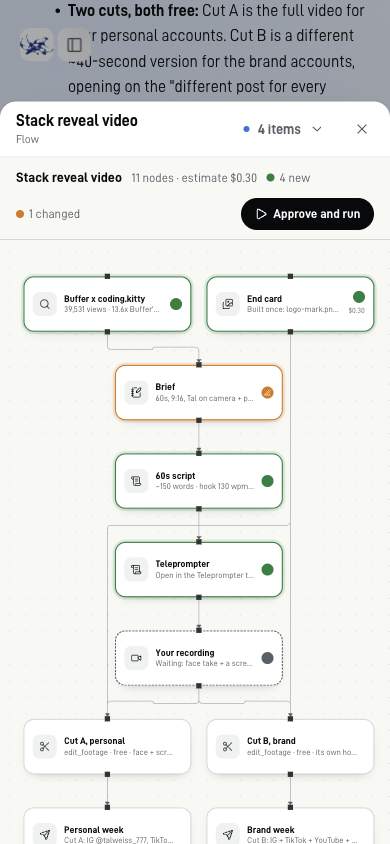 Two cuts, both free: Cut A is the full video for
personal accounts. Cut B is a different
~40-second version for the brand accounts,
opening on the "different post for every
Stack reveal video
Flow
4 items
Stack reveal video 11 nodes · estimate $0.30 4 new
1 changed
Approve and run
Buffer x coding.kitty
39,531 views · 13.6x Buffer'...
End card
Built once: logo-mark.pn...
$0.30
Brief
60s, 9:16, Tal on camera + p...
60s script
~150 words · hook 130 wpm...
Teleprompter
Open in the Teleprompter t...
Your recording
Waiting: face take + a scre...
Cut A, personal
edit_footage · free · face + scr...
Cut B, brand
edit_footage · free · its own ho...
Personal week
Cut A: IG @talweiss_777, TikTo...
Brand week
Cut B: IG + TikTok + YouTube + ...